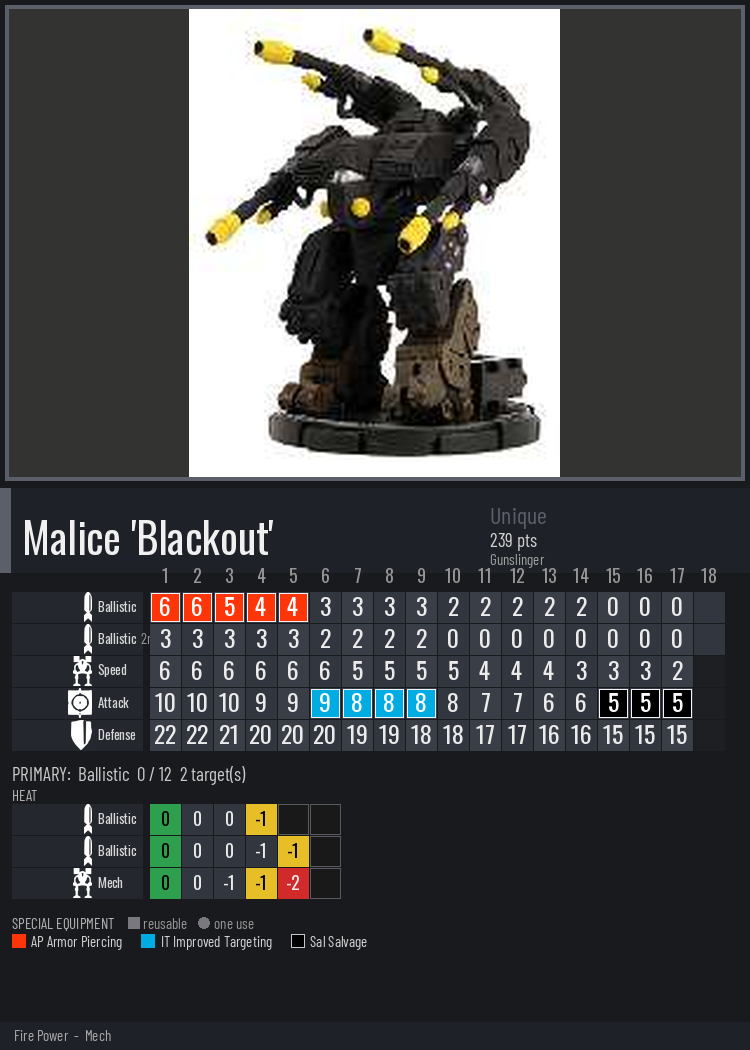 Malice 'Blackout'
Unique
239 pts
Gunslinger
1 2 3 4 5 6 7 8 9 10 11 12 13 14 15 16 17 18
Ballistic 6 6 5 4 4 3 3 3 3 2 2 2 2 2 0 0 0
Ballistic 2n 3 3 3 3 3 2 2 2 2 0 0 0 0 0 0 0 0
Speed 6 6 6 6 6 6 5 5 5 5 4 4 4 3 3 3 2
Attack 10 10 10 9 9 9 8 8 8 8 7 7 6 6 5 5 5
Defense 22 22 21 20 20 20 19 19 18 18 17 17 16 16 15 15 15
PRIMARY: Ballistic 0 / 12 2 target(s)
HEAT
Ballistic 0 0 0 -1
Ballistic 0 0 0 -1 -1
Mech 0 0 -1 -1 -2
SPECIAL EQUIPMENT reusable one use
AP Armor Piercing IT Improved Targeting Sal Salvage
Fire Power - Mech